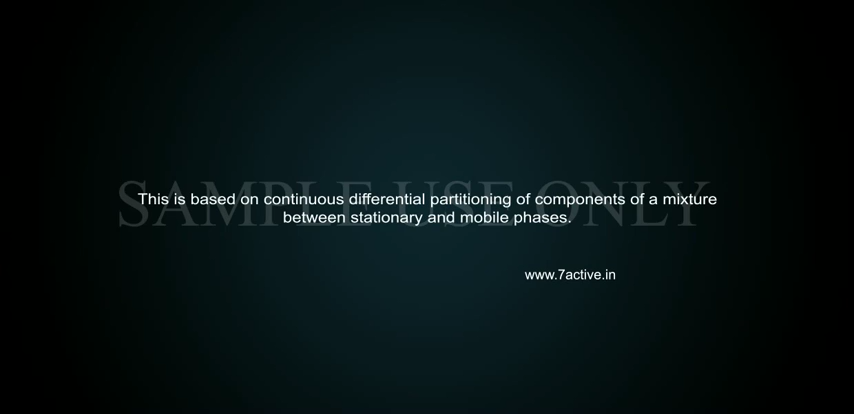 SAMPLE USE ONLY
This is based on continuous differential partitioning of components of a mixture
between stationary and mobile phases.
www.7active.in